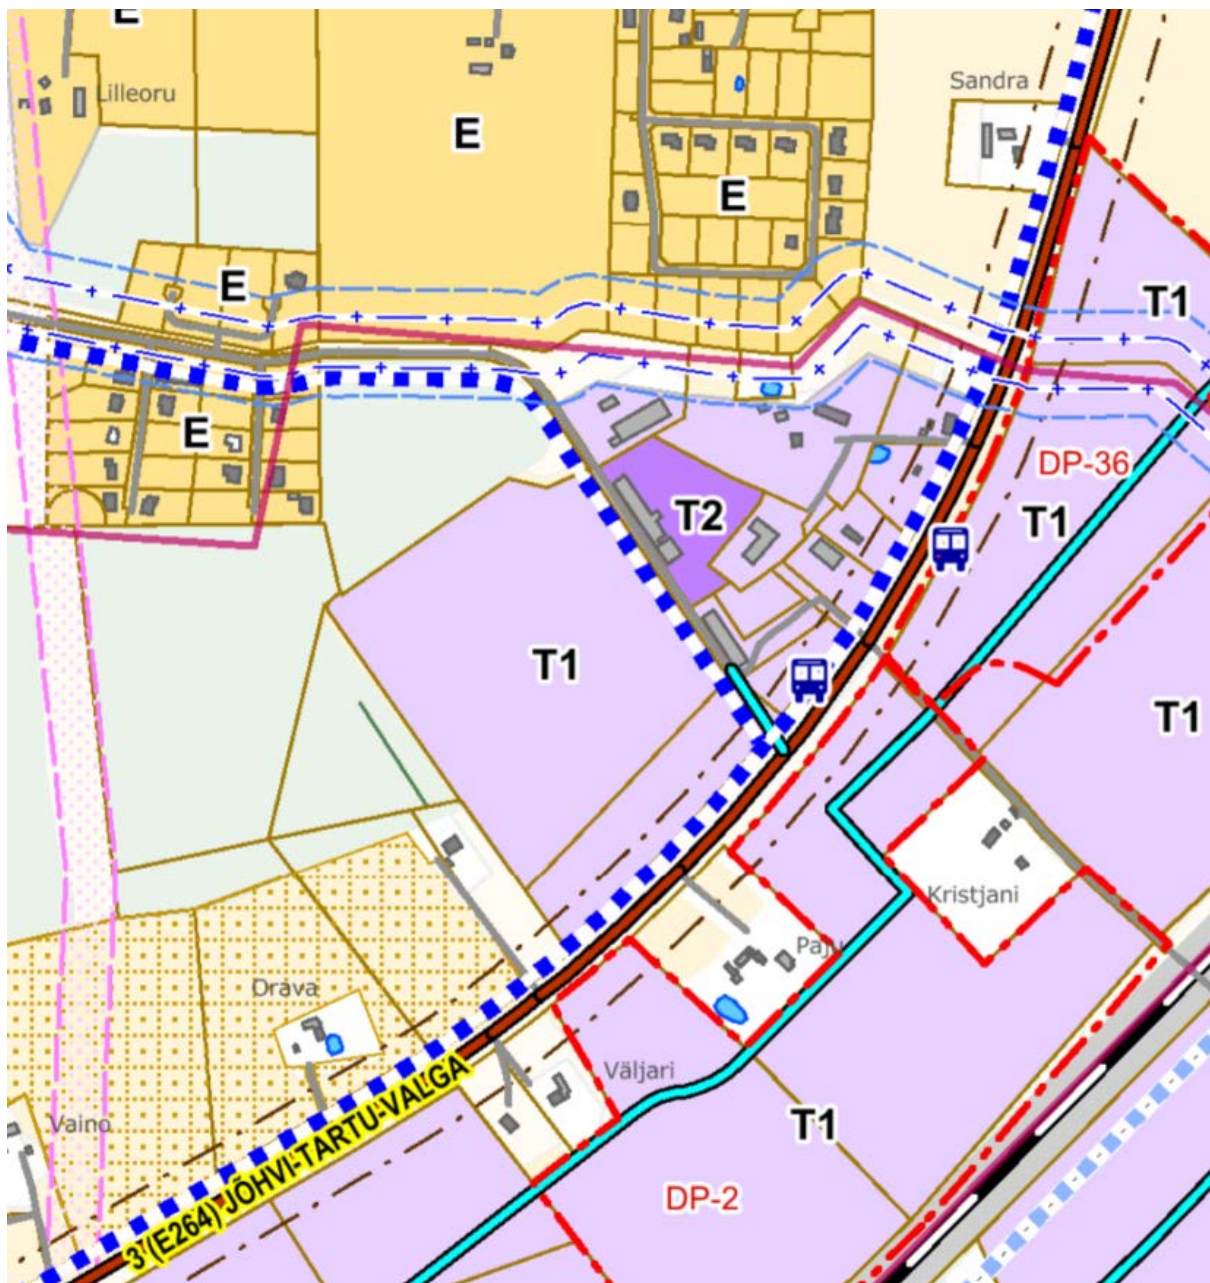 E
Lilleoru
E
Sandra
E
E
T1
E
DP-36
T2
T1
T1
T1
Kristjani
Paju
Orava
Väljari
Vaino
T1
3 (E264) JÕHVI-TARTU-VALGA
DP-2